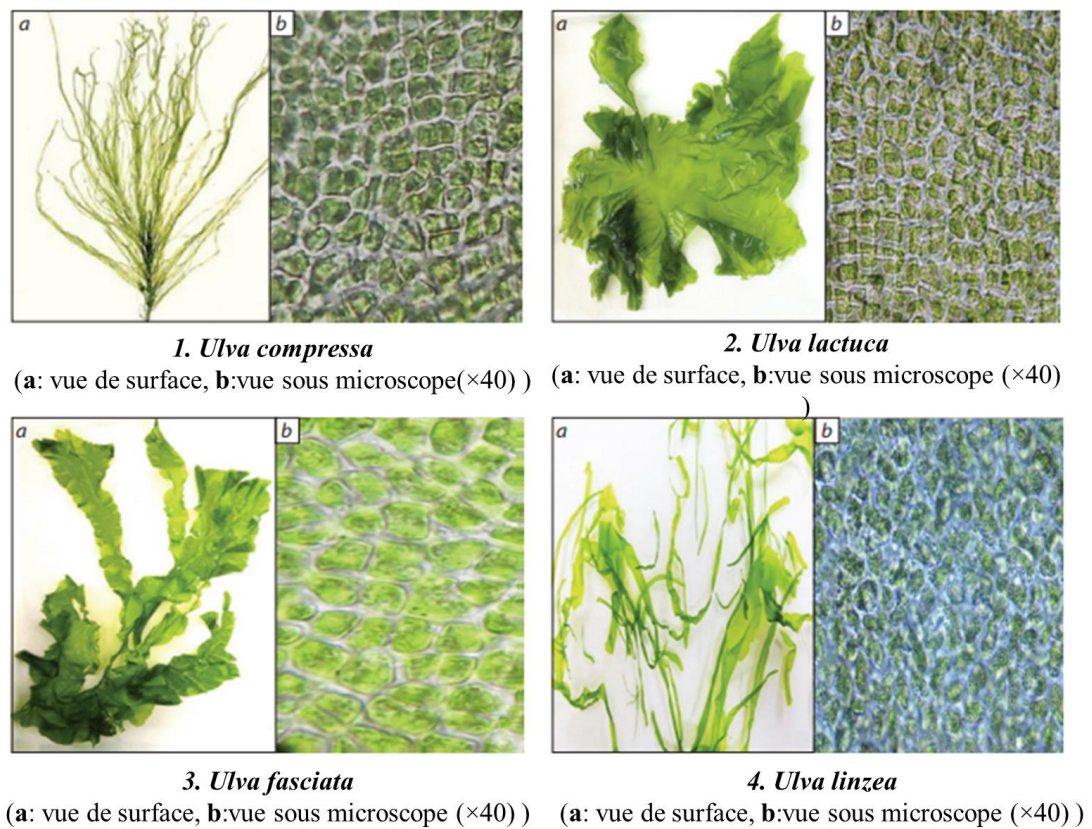 a b
a b
1. Ulva compressa
(a: vue de surface, b:vue sous microscope(×40) )
2. Ulva lactuca
(a: vue de surface, b:vue sous microscope (×40)
)
a b
a b
3. Ulva fasciata
(a: vue de surface, b:vue sous microscope (×40) )
4. Ulva linzea
(a: vue de surface, b:vue sous microscope (×40) )